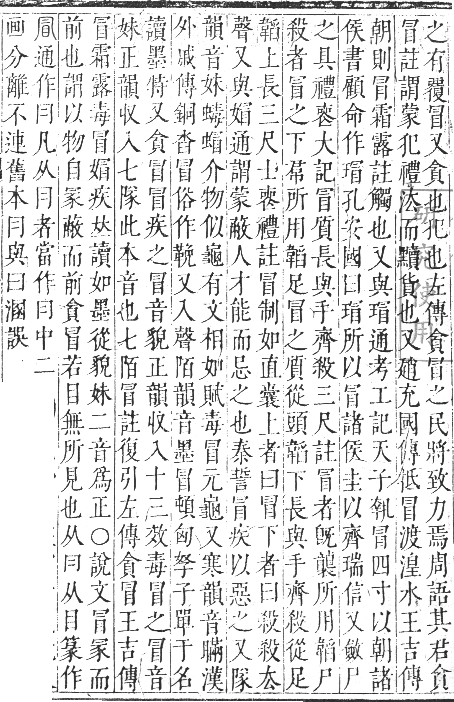 之有覆冒又貪也犯也左傳貪冒之民將致力焉周語其君貪
冒註謂蒙犯禮法而黷貨也又趙充國傳低冒渡湟水王吉傳
朝則冒霜露註觸也又與瑁通考工記天子執冒四寸以朝諸
侯書顧命作瑁孔安國曰瑁所以冒諸侯圭以齊瑞信又斂尸
之具禮喪大記冒質長與手齊殺三尺註冒者旣襲所用韜尸
殺者冒之下帬所用韜足冒之質從頭韜下長與手齊殺從足
韜上長三尺士喪禮註冒制如直囊上者曰冒下者曰殺殺夳
聲又與媢通謂蒙蔽人才能而忌之也秦誓冒疾以惡之又隊
韻音妹蝳蝐介物似龜有文相如賦毒冒元龜又寒韻音瞞漢
外戚傳銅沓冒俗作鞔又入聲陌韻音墨冒頓匈孥子單于名
讀墨特又貪冒冒疾之冒音貌正韻收入十三效毒冒之冒音
妹正韻收入七隊此本音也七陌冒註復引左傳貪冒王吉傳
冒霜露毒冒媢疾𠀤讀如墨從貌妹二音爲正○說文冒冡而
前也謂以物自冡蔽而前貪冒若目無所見也从冃从目篆作
圓通作曰凡从冃者當作冃中二
画分離不連舊本冃與曰溷誤